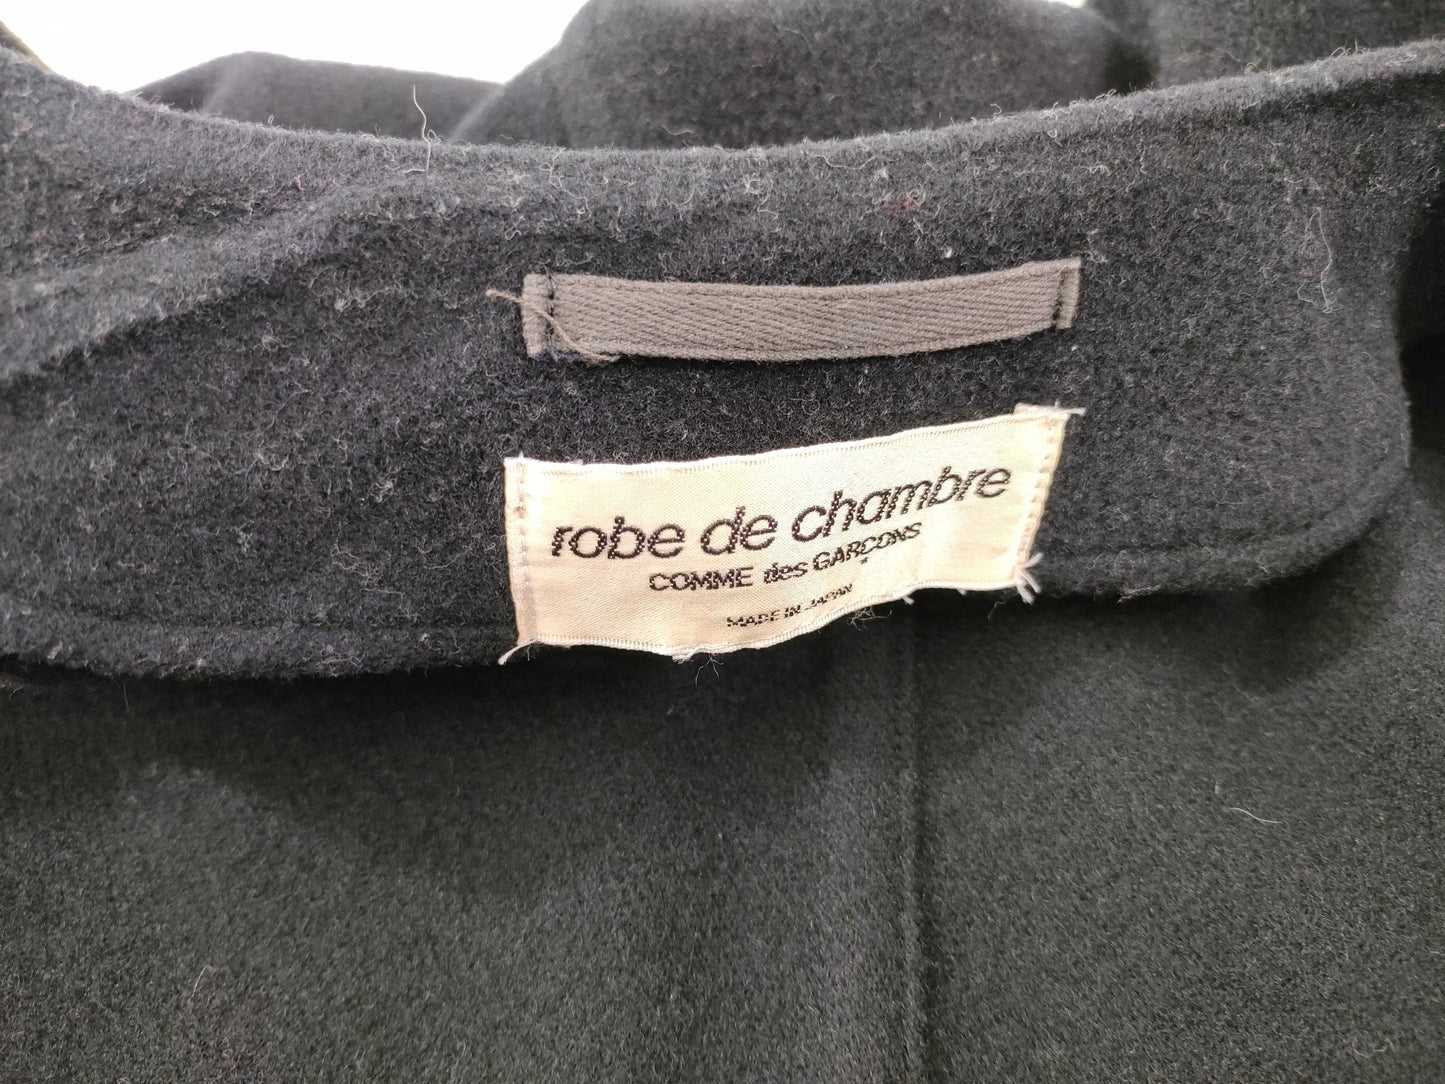 robe de chambre
COMME des GARÇONS
MADE IN JAPAN